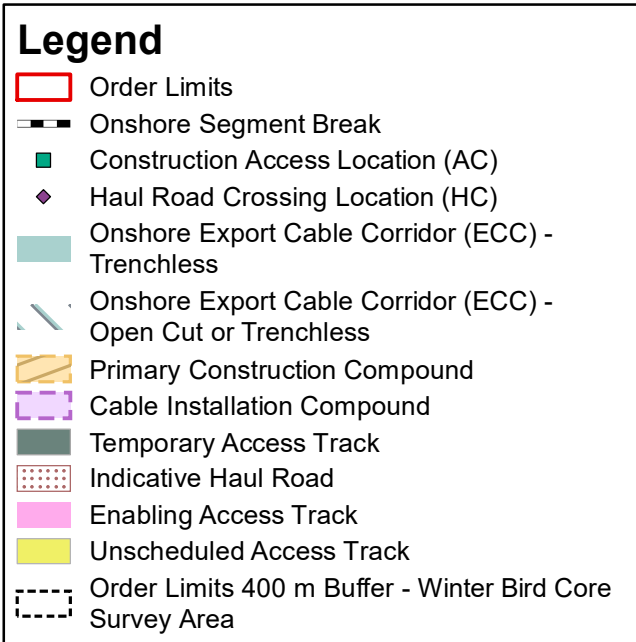 Legend
Order Limits
Onshore Segment Break
Construction Access Location (AC)
Haul Road Crossing Location (HC)
Onshore Export Cable Corridor (ECC) -
Trenchless
Onshore Export Cable Corridor (ECC) -
Open Cut or Trenchless
Primary Construction Compound
Cable Installation Compound
Temporary Access Track
Indicative Haul Road
Enabling Access Track
Unscheduled Access Track
Order Limits 400 m Buffer - Winter Bird Core
Survey Area